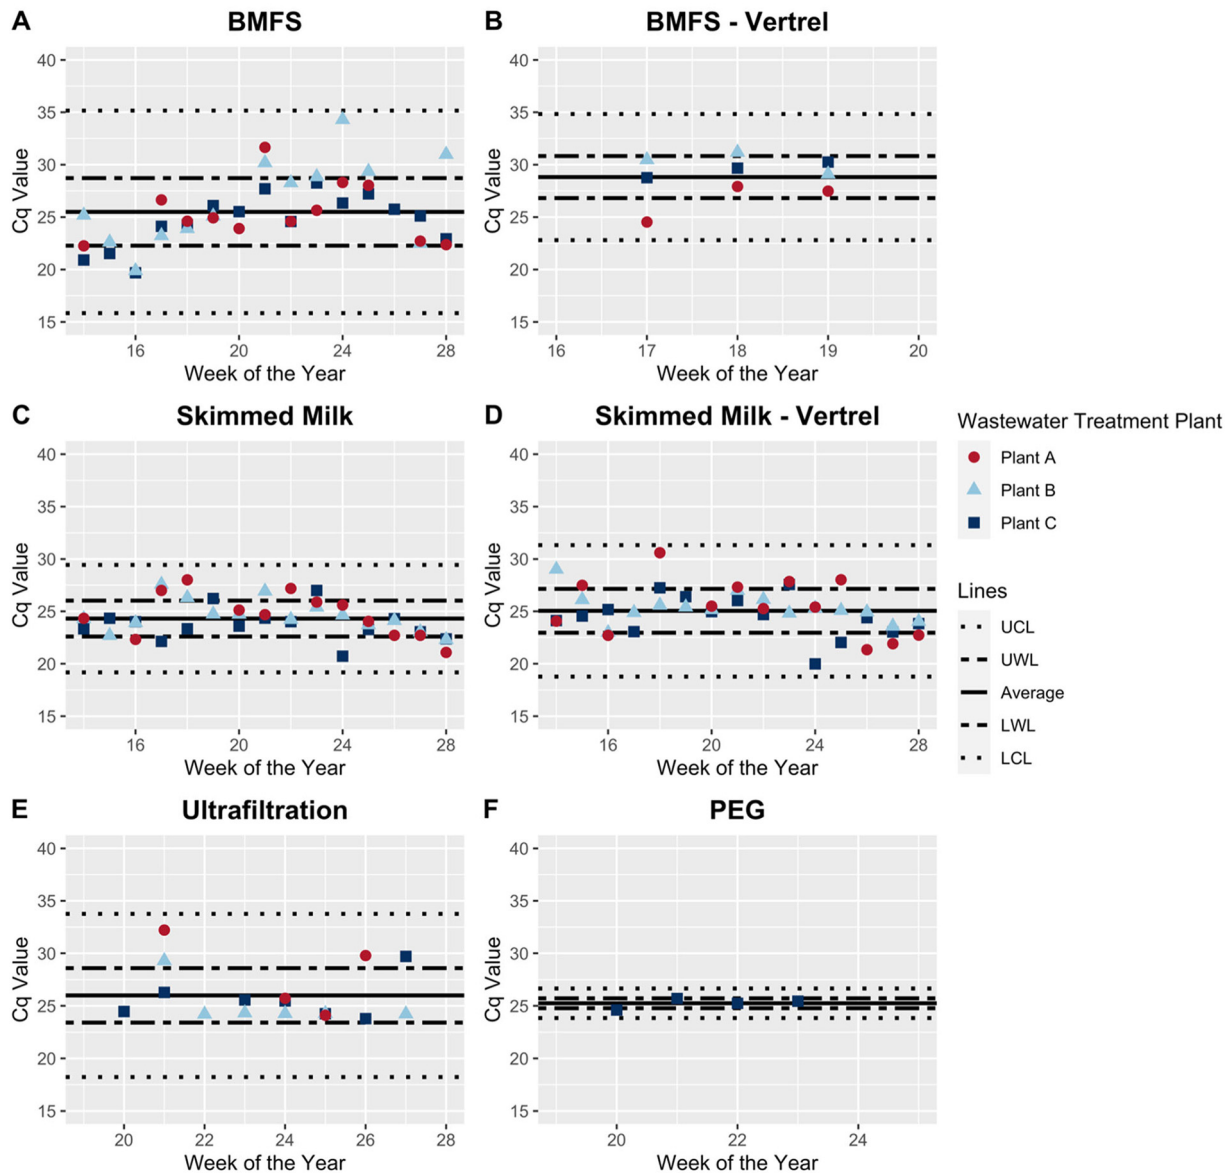 A BMFS
B BMFS - Vertrel
40
35
30
25
20
15
Cq Value
16 20 24 28
Week of the Year
40
35
30
25
20
15
Cq Value
16 17 18 19 20
Week of the Year
C Skimmed Milk
D Skimmed Milk - Vertrel
40
35
30
25
20
15
Cq Value
16 20 24 28
Week of the Year
40
35
30
25
20
15
Cq Value
16 20 24 28
Week of the Year
Wastewater Treatment Plant
Plant A
Plant B
Plant C
Lines
UCL
UWL
Average
LWL
LCL
E Ultrafiltration
F PEG
40
35
30
25
20
15
Cq Value
20 22 24 26 28
Week of the Year
40
35
30
25
20
15
Cq Value
20 22 24
Week of the Year